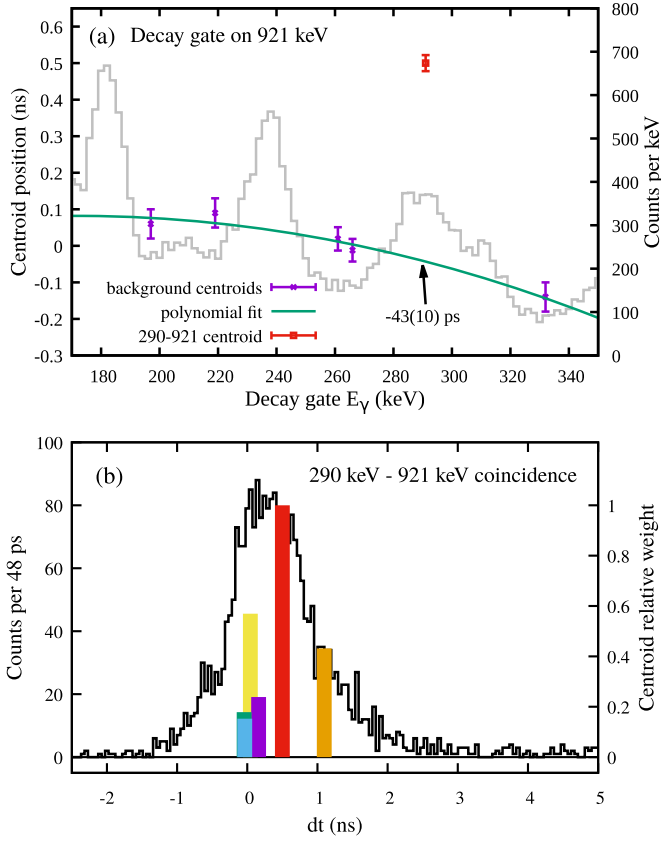 (a) Decay gate on 921 keV
Centroid position (ns)
0.6
0.5
0.4
0.3
0.2
0.1
0
-0.1
-0.2
-0.3
800
700
600
500
400
300
200
100
0
Counts per keV
background centroids
polynomial fit
290-921 centroid
-43(10) ps
180 200 220 240 260 280 300 320 340
Decay gate Eγ (keV)
(b) 290 keV - 921 keV coincidence
Counts per 48 ps
100
80
60
40
20
0
1
0.8
0.6
0.4
0.2
0
Centroid relative weight
-2 -1 0 1 2 3 4 5
dt (ns)